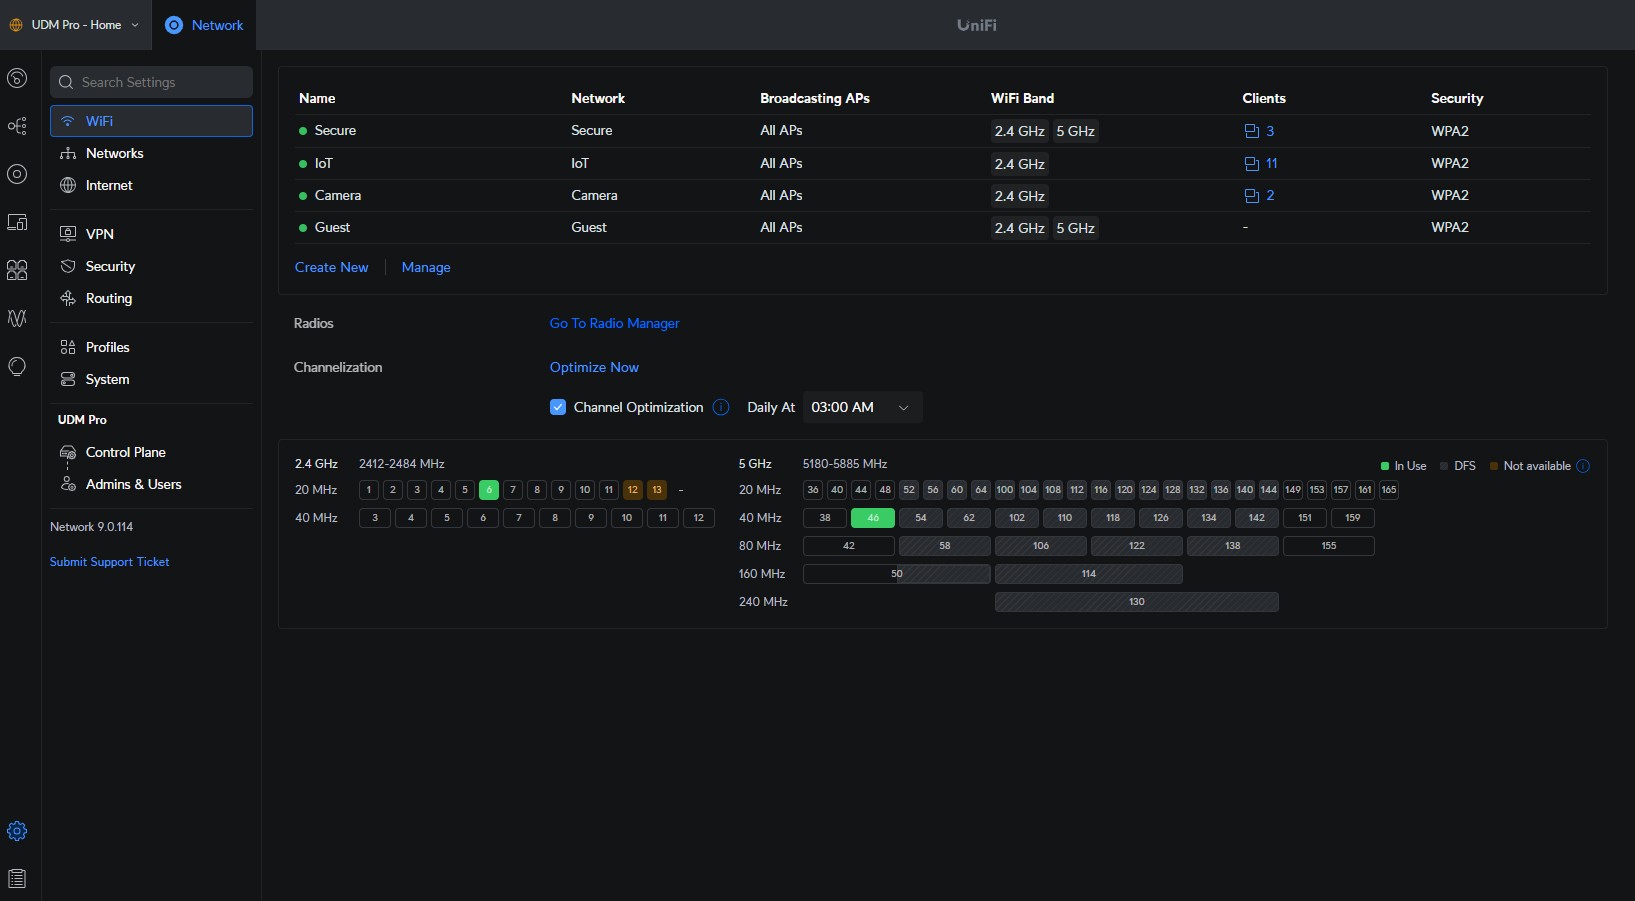 UDM Pro - Home
Network
UniFi
Search Settings
WiFi
Networks
Internet
VPN
Security
Routing
Profiles
System
UDM Pro
Control Plane
Admins & Users
Network 9.0.114
Submit Support Ticket
Name Network Broadcasting APs WiFi Band Clients Security
Secure Secure All APs 2.4 GHz 5 GHz 3 WPA2
IoT IoT All APs 2.4 GHz 11 WPA2
Camera Camera All APs 2.4 GHz 2 WPA2
Guest Guest All APs 2.4 GHz 5 GHz - WPA2
Create New Manage
Radios Go To Radio Manager
Channelization Optimize Now
Channel Optimization Daily At 03:00 AM
2.4 GHz 2412-2484 MHz
20 MHz 1 2 3 4 5 6 7 8 9 10 11 12 13 -
40 MHz 3 4 5 6 7 8 9 10 11 12
5 GHz 5180-5885 MHz In Use DFS Not available
20 MHz 36 40 44 48 52 56 60 64 100 104 108 112 116 120 124 128 132 136 140 144 149 153 157 161 165
40 MHz 38 46 54 62 102 110 118 126 134 142 151 159
80 MHz 42 58 106 122 138 155
160 MHz 50 114
240 MHz 130